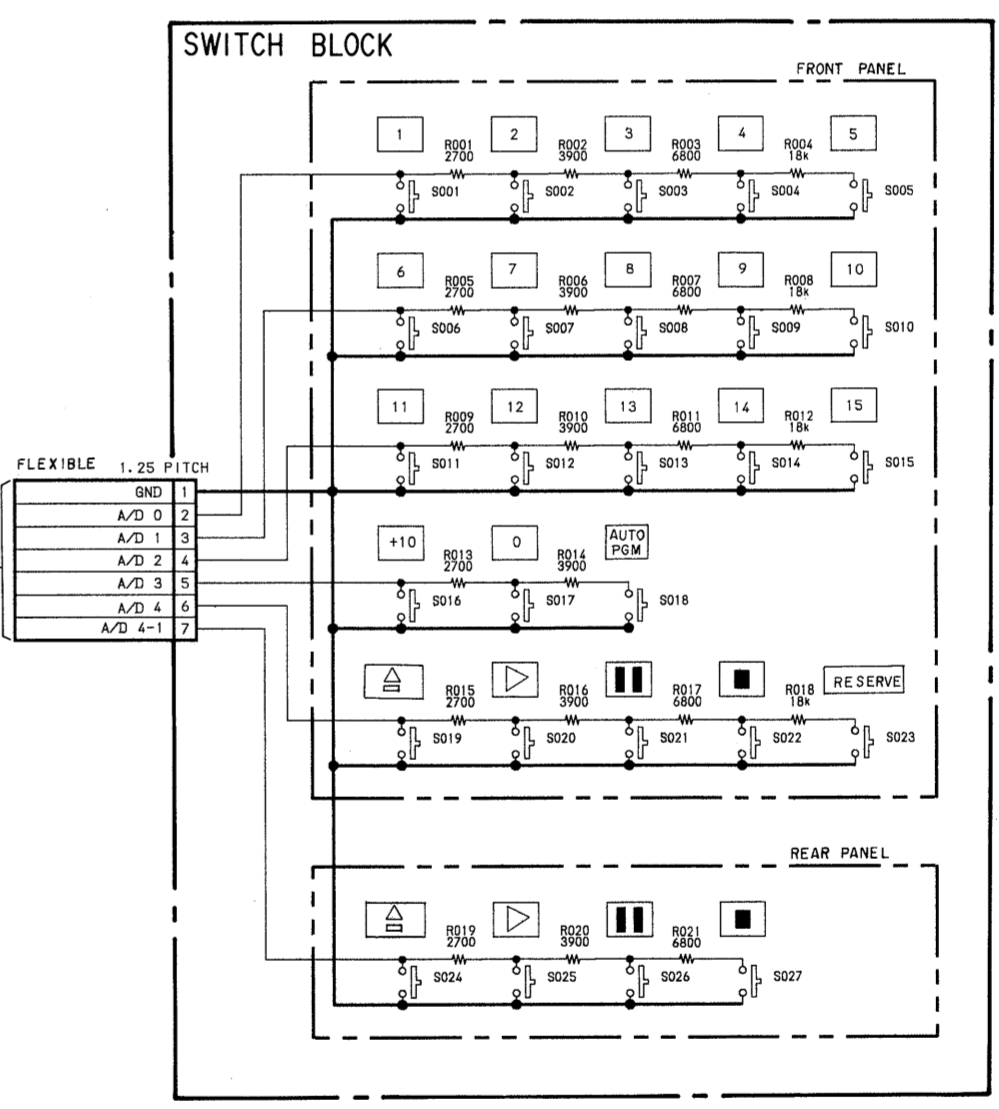 SWITCH BLOCK
FRONT PANEL
1 2 3 4 5
R001 R002 R003 R004
2700 3900 6800 18k
S001 S002 S003 S004 S005
6 7 8 9 10
R005 R006 R007 R008
2700 3900 6800 18k
S006 S007 S008 S009 S010
11 12 13 14 15
R009 R010 R011 R012
2700 3900 6800 18k
S011 S012 S013 S014 S015
FLEXIBLE 1.25 PITCH
GND 1
A/D 0 2
A/D 1 3
A/D 2 4
A/D 3 5
A/D 4 6
A/D 4-1 7
+10 0 AUTO
PGM
R013 R014
2700 3900
S016 S017 S018
RESERVE
R015 R016 R017 R018
2700 3900 6800 18k
S019 S020 S021 S022 S023
REAR PANEL
R019 R020 R021
2700 3900 6800
S024 S025 S026 S027